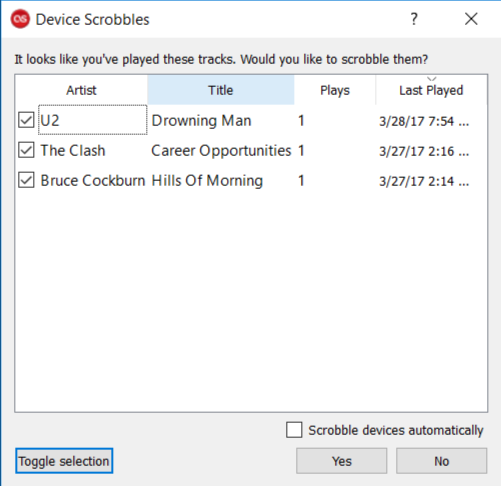 Device Scrobbles
?
It looks like you've played these tracks. Would you like to scrobble them?
Artist Title Plays Last Played
U2 Drowning Man 1 3/28/17 7:54 ...
The Clash Career Opportunities 1 3/27/17 2:16 ...
Bruce Cockburn Hills Of Morning 1 3/27/17 2:14 ...
Scrobble devices automatically
Toggle selection Yes No